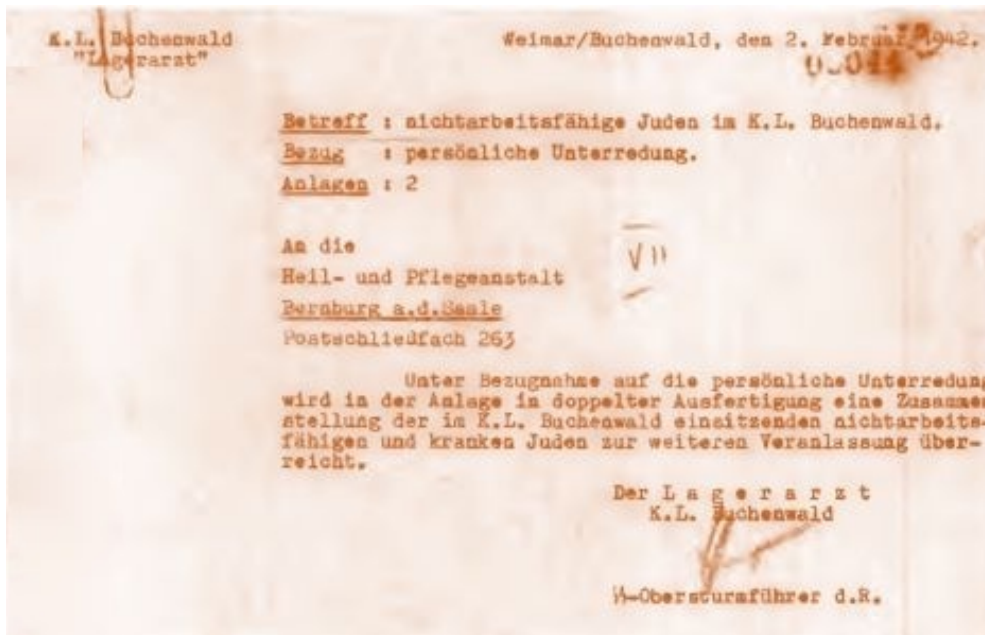 K.L. Buchenwald
"Lagerarzt"
Weimar/Buchenwald, den 2. Februar 1942.
Betreff : nichtarbeitsfähige Juden im K.L. Buchenwald.
Bezug : persönliche Unterredung.
Anlagen : 2
An die
Heil- und Pflegeanstalt
Bernburg a.d.Saale
Postschliedfach 263
VII
Unter Bezugnahme auf die persönliche Unterredung
wird in der Anlage in doppelter Ausfertigung eine Zusammen
stellung der im K.L. Buchenwald einsitzenden nichtarbeits-
fähigen und kranken Juden zur weiteren Veranlassung über-
reicht.
Der Lagerarzt
K.L. Buchenwald
SS-Obersturmführer d.R.